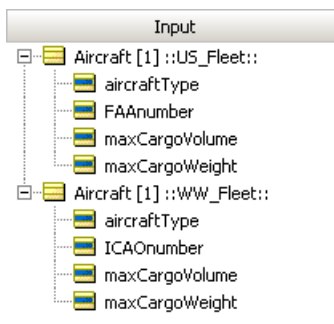 Input
Aircraft [1] ::US_Fleet::
aircraftType
FAAnumber
maxCargoVolume
maxCargoWeight
Aircraft [1] ::WW_Fleet::
aircraftType
ICAOnumber
maxCargoVolume
maxCargoWeight